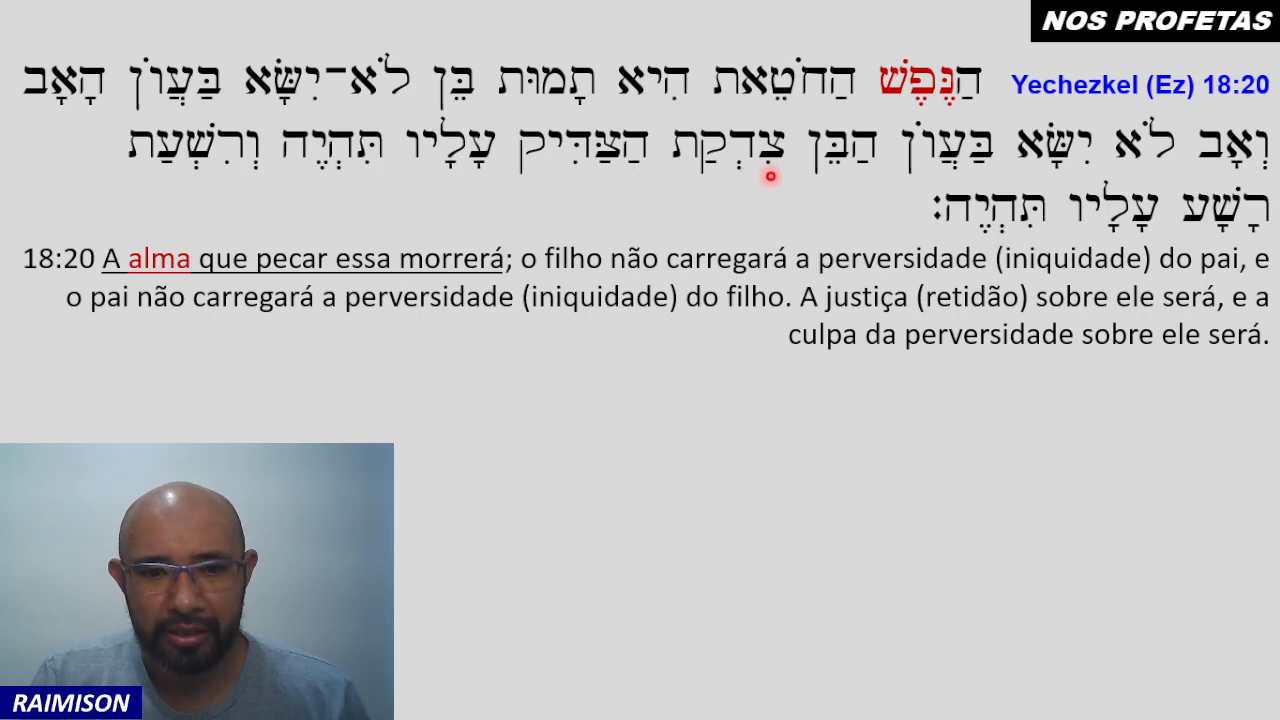 NOS PROFETAS
Yechezkel (Ez) 18:20 הַנֶּפֶשׁ הַחֹטֵאת הִיא תָמוּת בֵּן לֹא־יִשָּׂא בַּעֲוֹן הָאָב
וְאָב לֹא יִשָּׂא בַּעֲוֹן הַבֵּן צִדְקַת הַצַּדִּיק עָלָיו תִּהְיֶה וְרִשְׁעַת
רָשָׁע עָלָיו תִּהְיֶה׃
18:20 A alma que pecar essa morrerá; o filho não carregará a perversidade (iniquidade) do pai, e
o pai não carregará a perversidade (iniquidade) do filho. A justiça (retidão) sobre ele será, e a
culpa da perversidade sobre ele será.
RAIMISON